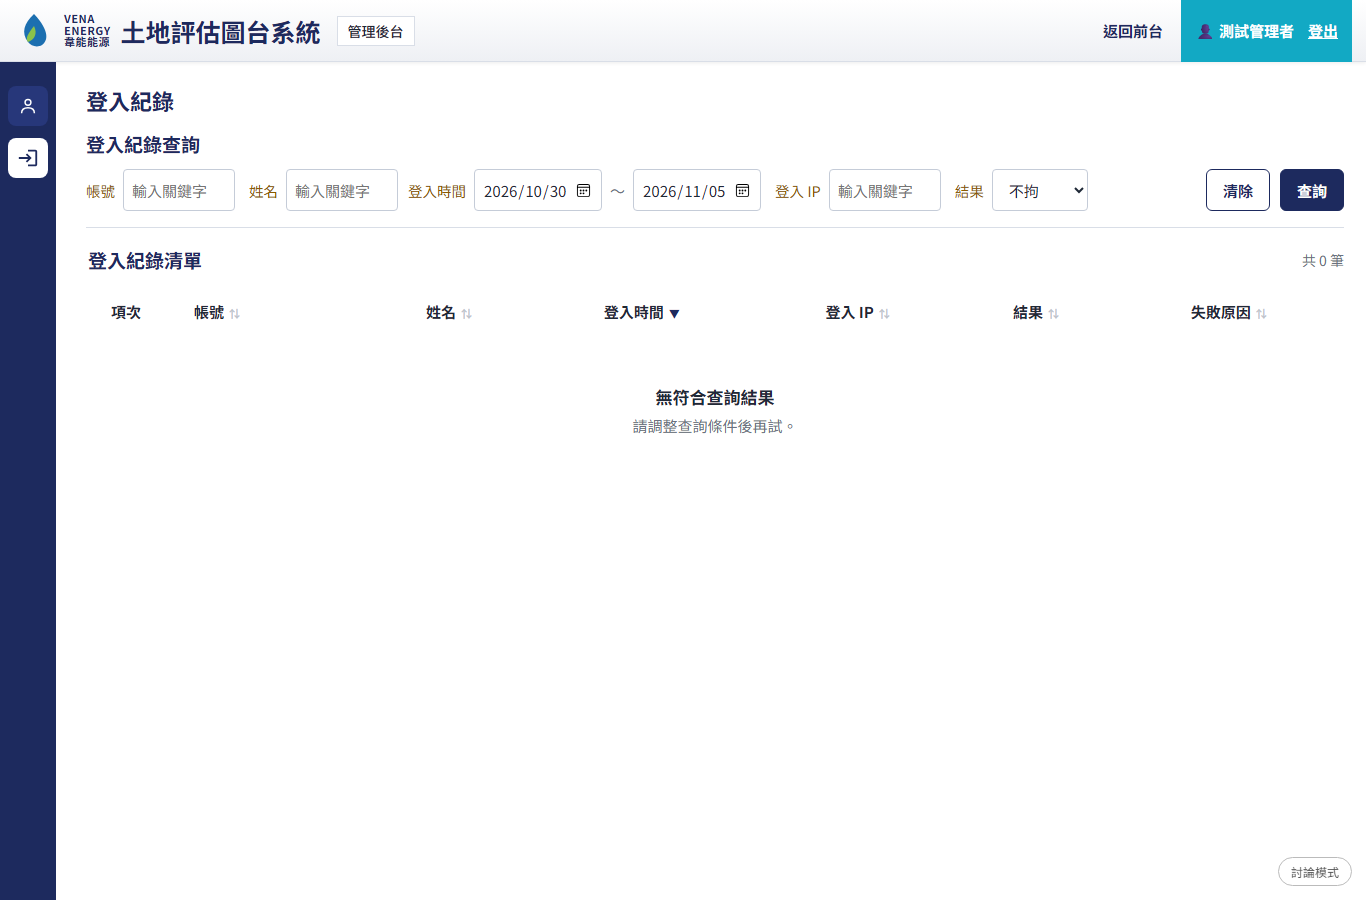 VENA
ENERGY
韋能能源
土地評估圖台系統
管理後台
返回前台
測試管理者
登出
登入紀錄
登入紀錄查詢
帳號 輸入關鍵字 姓名 輸入關鍵字 登入時間 2026/10/30 ～ 2026/11/05 登入 IP 輸入關鍵字 結果 不拘 清除 查詢
登入紀錄清單 共 0 筆
項次 帳號 姓名 登入時間 登入 IP 結果 失敗原因
無符合查詢結果
請調整查詢條件後再試。
討論模式